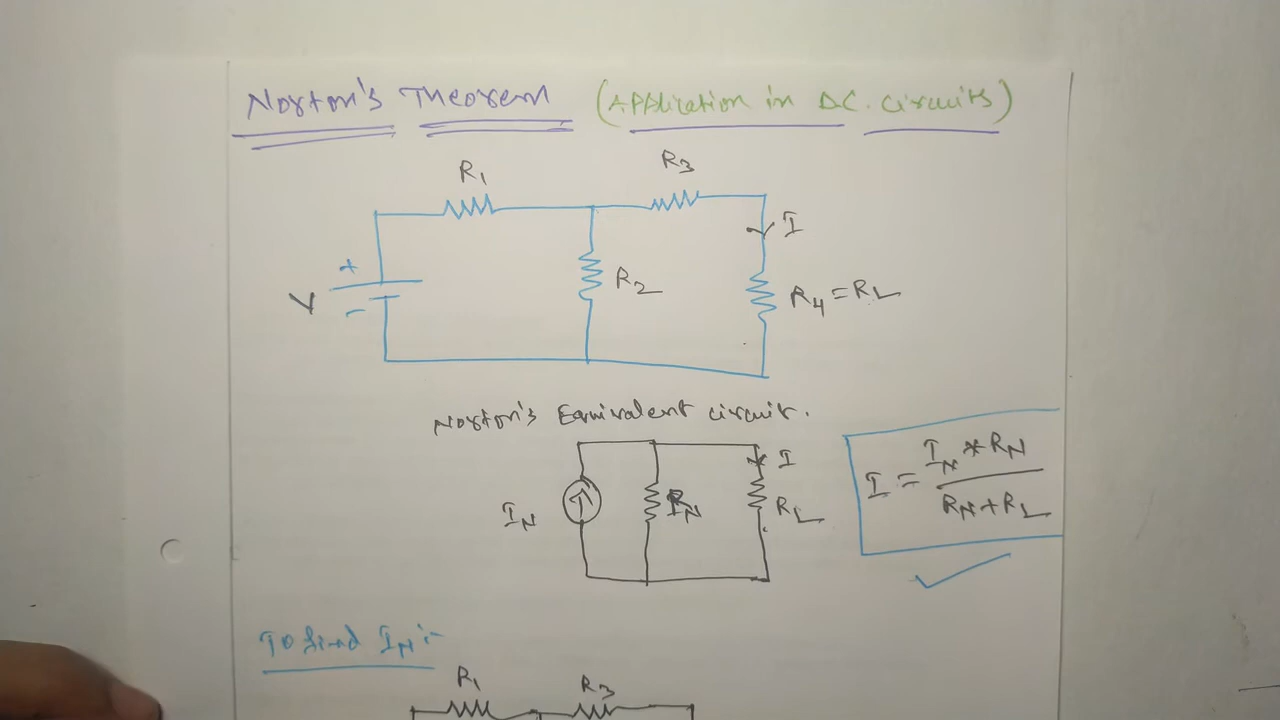 Norton's Theorem (Application in D.C. circuits)
R1
R3
I
+
V
-
R2
R4=RL
Norton's Equivalent circuit.
I
IN
RN
RL
I = IN * RN
RN+RL
To find IN :-
R1
R3